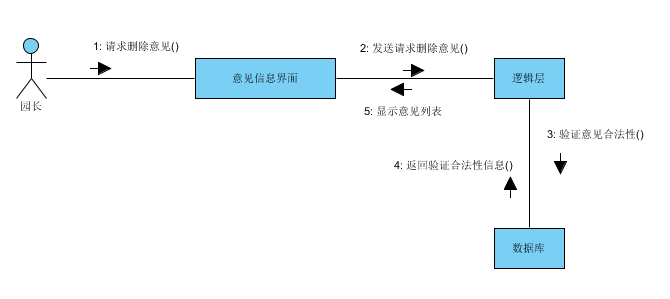 1: 请求删除意见()
2: 发送请求删除意见()
意见信息界面
逻辑层
园长
5: 显示意见列表
3: 验证意见合法性()
4: 返回验证合法性信息()
数据库